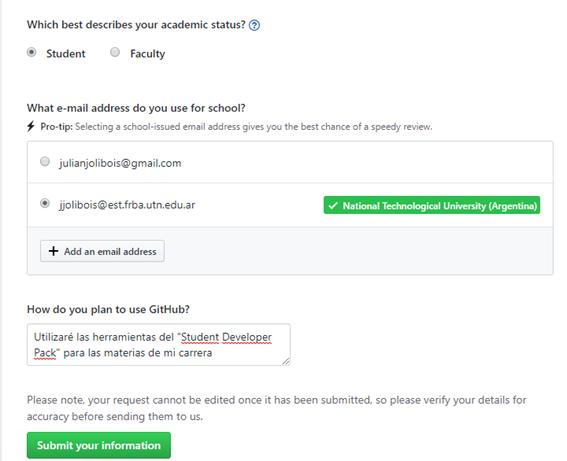 Which best describes your academic status?
Student Faculty
What e-mail address do you use for school?
Pro-tip: Selecting a school-issued email address gives you the best chance of a speedy review.
julianjolibois@gmail.com
jjolibois@est.frba.utn.edu.ar National Technological University (Argentina)
Add an email address
How do you plan to use GitHub?
Utilizaré las herramientas del "Student Developer
Pack" para las materias de mi carrera
Please note, your request cannot be edited once it has been submitted, so please verify your details for
accuracy before sending them to us.
Submit your information